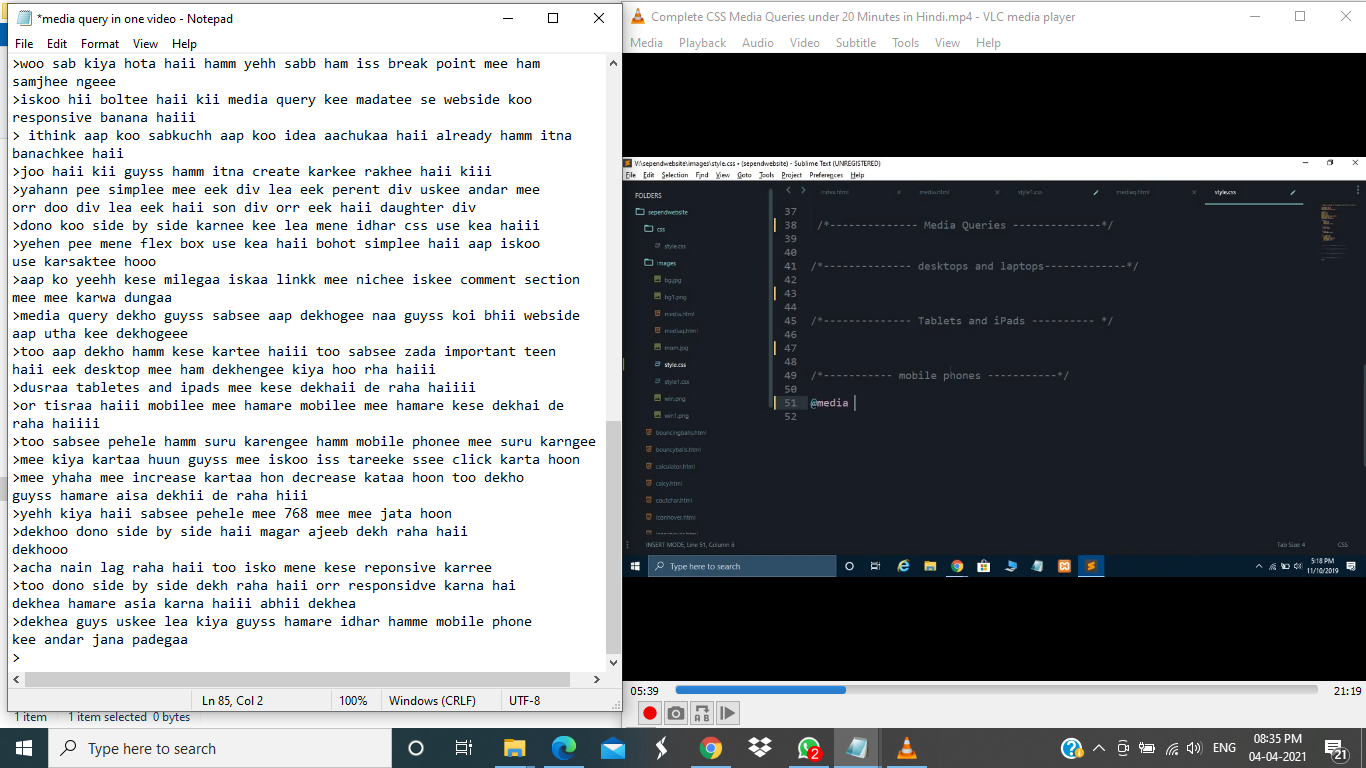 *media query in one video - Notepad
File Edit Format View Help
>woo sab kiya hota haii hamm yehh sabb ham iss break point mee ham
samjhee ngeee
>iskoo hii boltee haii kii media query kee madatee se webside koo
responsive banana haiii
> ithink aap koo sabkuchh aap koo idea aachukaa haii already hamm itna
banachkee haii
>joo haii kii guyss hamm itna create karkee rakhee haii kiii
>yahann pee simplee mee eek div lea eek perent div uskee andar mee
orr doo div lea eek haii son div orr eek haii daughter div
>dono koo side by side karnee kee lea mene idhar css use kea haiii
>yehen pee mene flex box use kea haii bohot simplee haii aap iskoo
use karsaktee hooo
>aap ko yeehh kese milegaa iskaa linkk mee nichee iskee comment section
mee mee karwa dungaa
>media query dekho guyss sabsee aap dekhogee naa guyss koi bhii webside
aap utha kee dekhogeee
>too aap dekho hamm kese kartee haiii too sabsee zada important teen
haii eek desktop mee ham dekhengee kiya hoo rha haiii
>dusraa tabletes and ipads mee kese dekhaii de raha haiiii
>or tisraa haiii mobilee mee hamare mobilee mee hamare kese dekhai de
raha haiiii
>too sabsee pehele hamm suru karengee hamm mobile phonee mee suru karngee
>mee kiya kartaa huun guyss mee iskoo iss tareeke ssee click karta hoon
>mee yhaha mee increase kartaa hon decrease kataa hoon too dekho
guyss hamare aisa dekhii de raha hiii
>yehh kiya haii sabsee pehele mee 768 mee mee jata hoon
>dekhoo dono side by side haii magar ajeeb dekh raha haii
dekhooo
>acha nain lag raha haii too isko mene kese reponsive karree
>too dono side by side dekh raha haii orr responsidve karna hai
dekhea hamare asia karna haiii abhii dekhea
>dekhea guys uskee lea kiya guyss hamare idhar hamme mobile phone
kee andar jana padegaa
>
Ln 85, Col 2 100% Windows (CRLF) UTF-8
1 item 1 item selected 0 bytes
Complete CSS Media Queries under 20 Minutes in Hindi.mp4 - VLC media player
Media Playback Audio Video Subtitle Tools View Help
V:\sependwebsite\images\style.css • (sependwebsite) - Sublime Text (UNREGISTERED)
File Edit Selection Find View Goto Tools Project Preferences Help
FOLDERS
sependwebsite
css
style.css
images
bg.jpg
bg1.png
media.html
mediaq.html
mom.jpg
style.css
style1.css
win.png
win1.png
bouncingballs.html
bouncyballs.html
calculator.html
calcy.html
coutchar.html
iconhover.html
index.html media.html style1.css mediaq.html style.css
37
38 /*------------- Media Queries -------------*/
39
40
41 /*------------- desktops and laptops------------*/
42
43
44
45 /*------------- Tablets and iPads ---------- */
46
47
48
49 /*----------- mobile phones -----------*/
50
51 @media
52
INSERT MODE, Line 51, Column 8 Tab Size 4 CSS
Type here to search
5:18 PM
11/10/2019
05:39 21:19
Type here to search
2
ENG
08:35 PM
04-04-2021
21